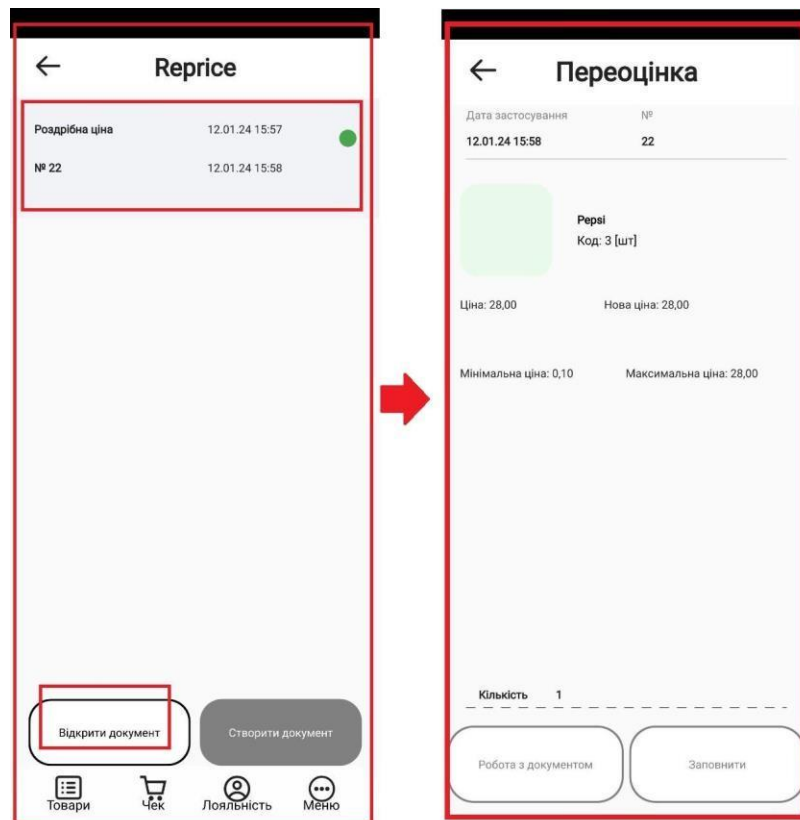 Reprice
Роздрібна ціна 12.01.24 15:57
№ 22 12.01.24 15:58
Відкрити документ Створити документ
Товари Чек Лояльність Меню
Переоцінка
Дата застосування №
12.01.24 15:58 22
Pepsi
Код: 3 [шт]
Ціна: 28,00 Нова ціна: 28,00
Мінімальна ціна: 0,10 Максимальна ціна: 28,00
Кількість 1
Робота з документом Заповнити